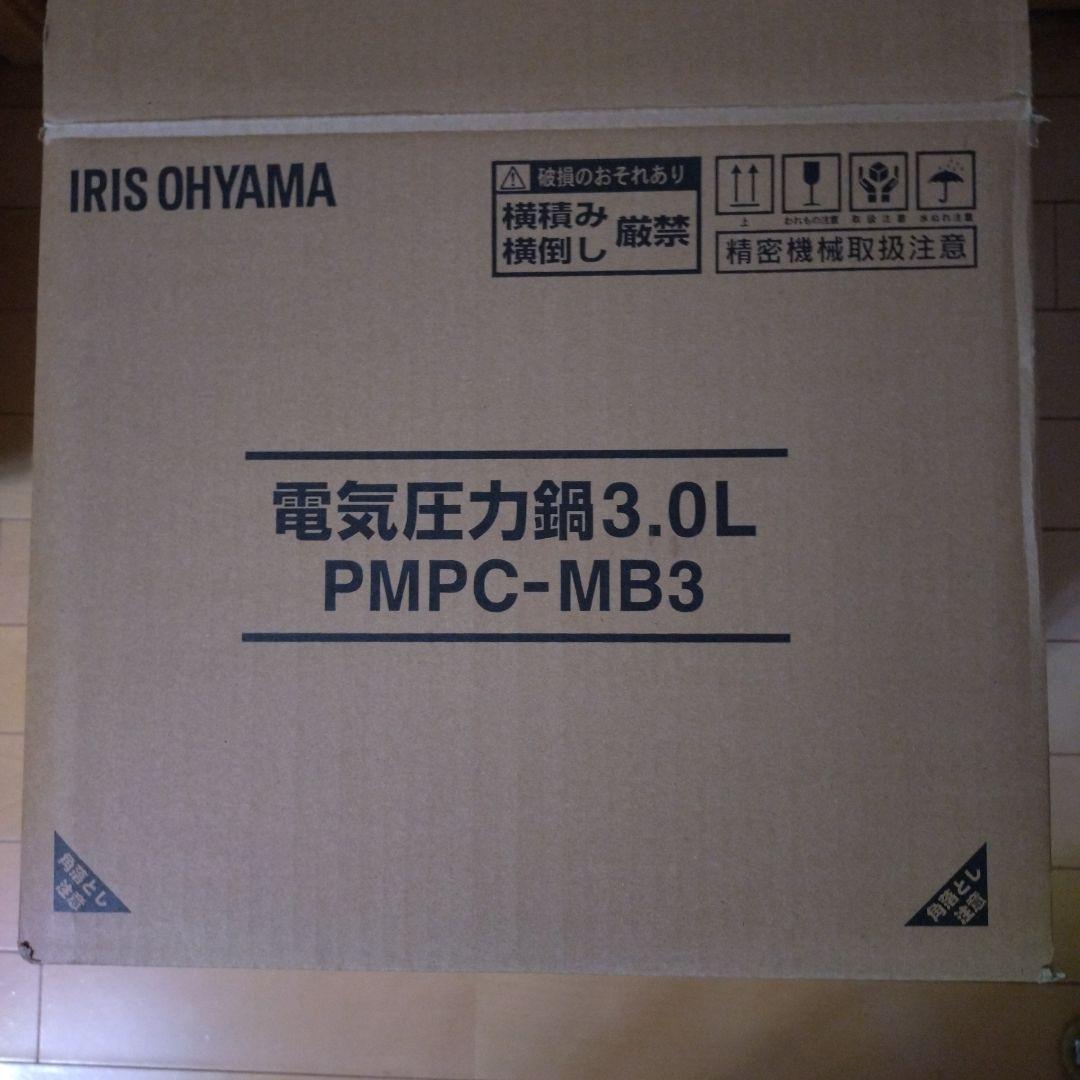 IRIS OHYAMA
破損のおそれあり
横積み
横倒し
厳禁
上
われもの注意
取扱注意
水ぬれ注意
精密機械取扱注意
電気圧力鍋3.0L
PMPC-MB3
角落とし
注意
角落とし
注意